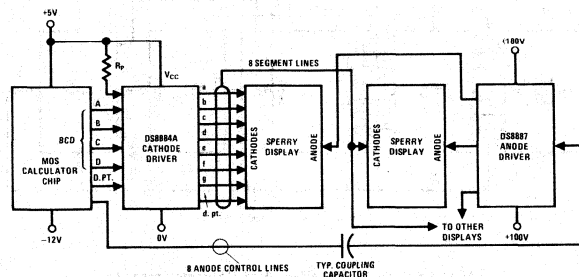 +5V
(180V
RP
VCC
8 SEGMENT LINES
a
b
c
d
e
f
g
d. pt.
A
B
C
D
D.PT.
BCD
MOS
CALCULATOR
CHIP
DS8884A
CATHODE
DRIVER
CATHODES
SPERRY
DISPLAY
ANODE
CATHODES
SPERRY
DISPLAY
ANODE
DS8887
ANODE
DRIVER
-12V
0V
TO OTHER
DISPLAYS
+100V
8 ANODE CONTROL LINES
TYP. COUPLING
CAPACITOR